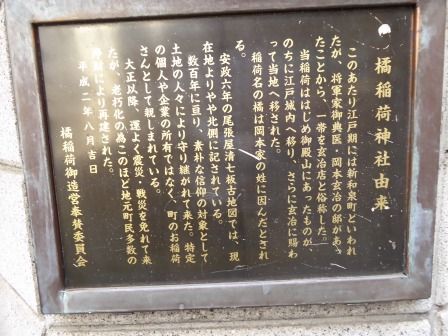 橘稲荷神社由来
このあたり江戸期には新和泉町といわれ
たが、将軍家御典医・岡本玄冶の邸があっ
たことから、一帯を玄冶店と俗称した。
当稲荷ははじめ御殿山にあったものが
のちに江戸城内へ移り、さらに玄冶に賜わ
って当地へ移された。
稲荷名の橘は岡本家の姓に因んだとされ
る。
安政六年の尾張屋清七板古地図では、現
在地よりやや北側に記されている。
数百年に亘り、素朴な信仰の対象として
土地の人々により守り継がれて来た。特定
の個人や企業の所有ではなく、町のお稲荷
さんとして親しまれている。
大正以降、運よく震災、戦災を免れて来
たが、老朽化の為このほど地元町民多数の
浄財により再建された。
平成二年八月吉日
橘稲荷御造営奉賛委員会